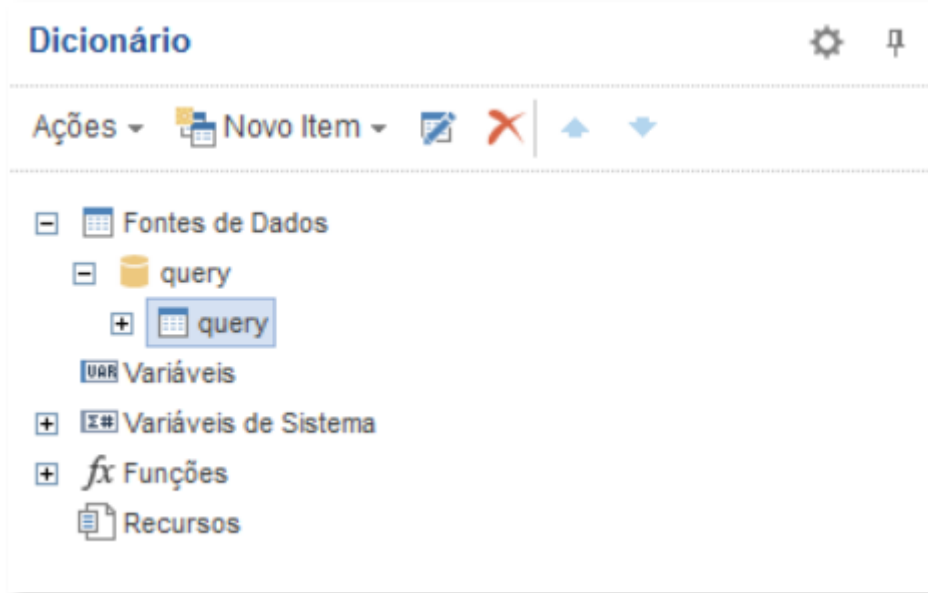 Dicionário
Ações Novo Item
Fontes de Dados
query
query
VAR Variáveis
Σ# Variáveis de Sistema
fx Funções
Recursos